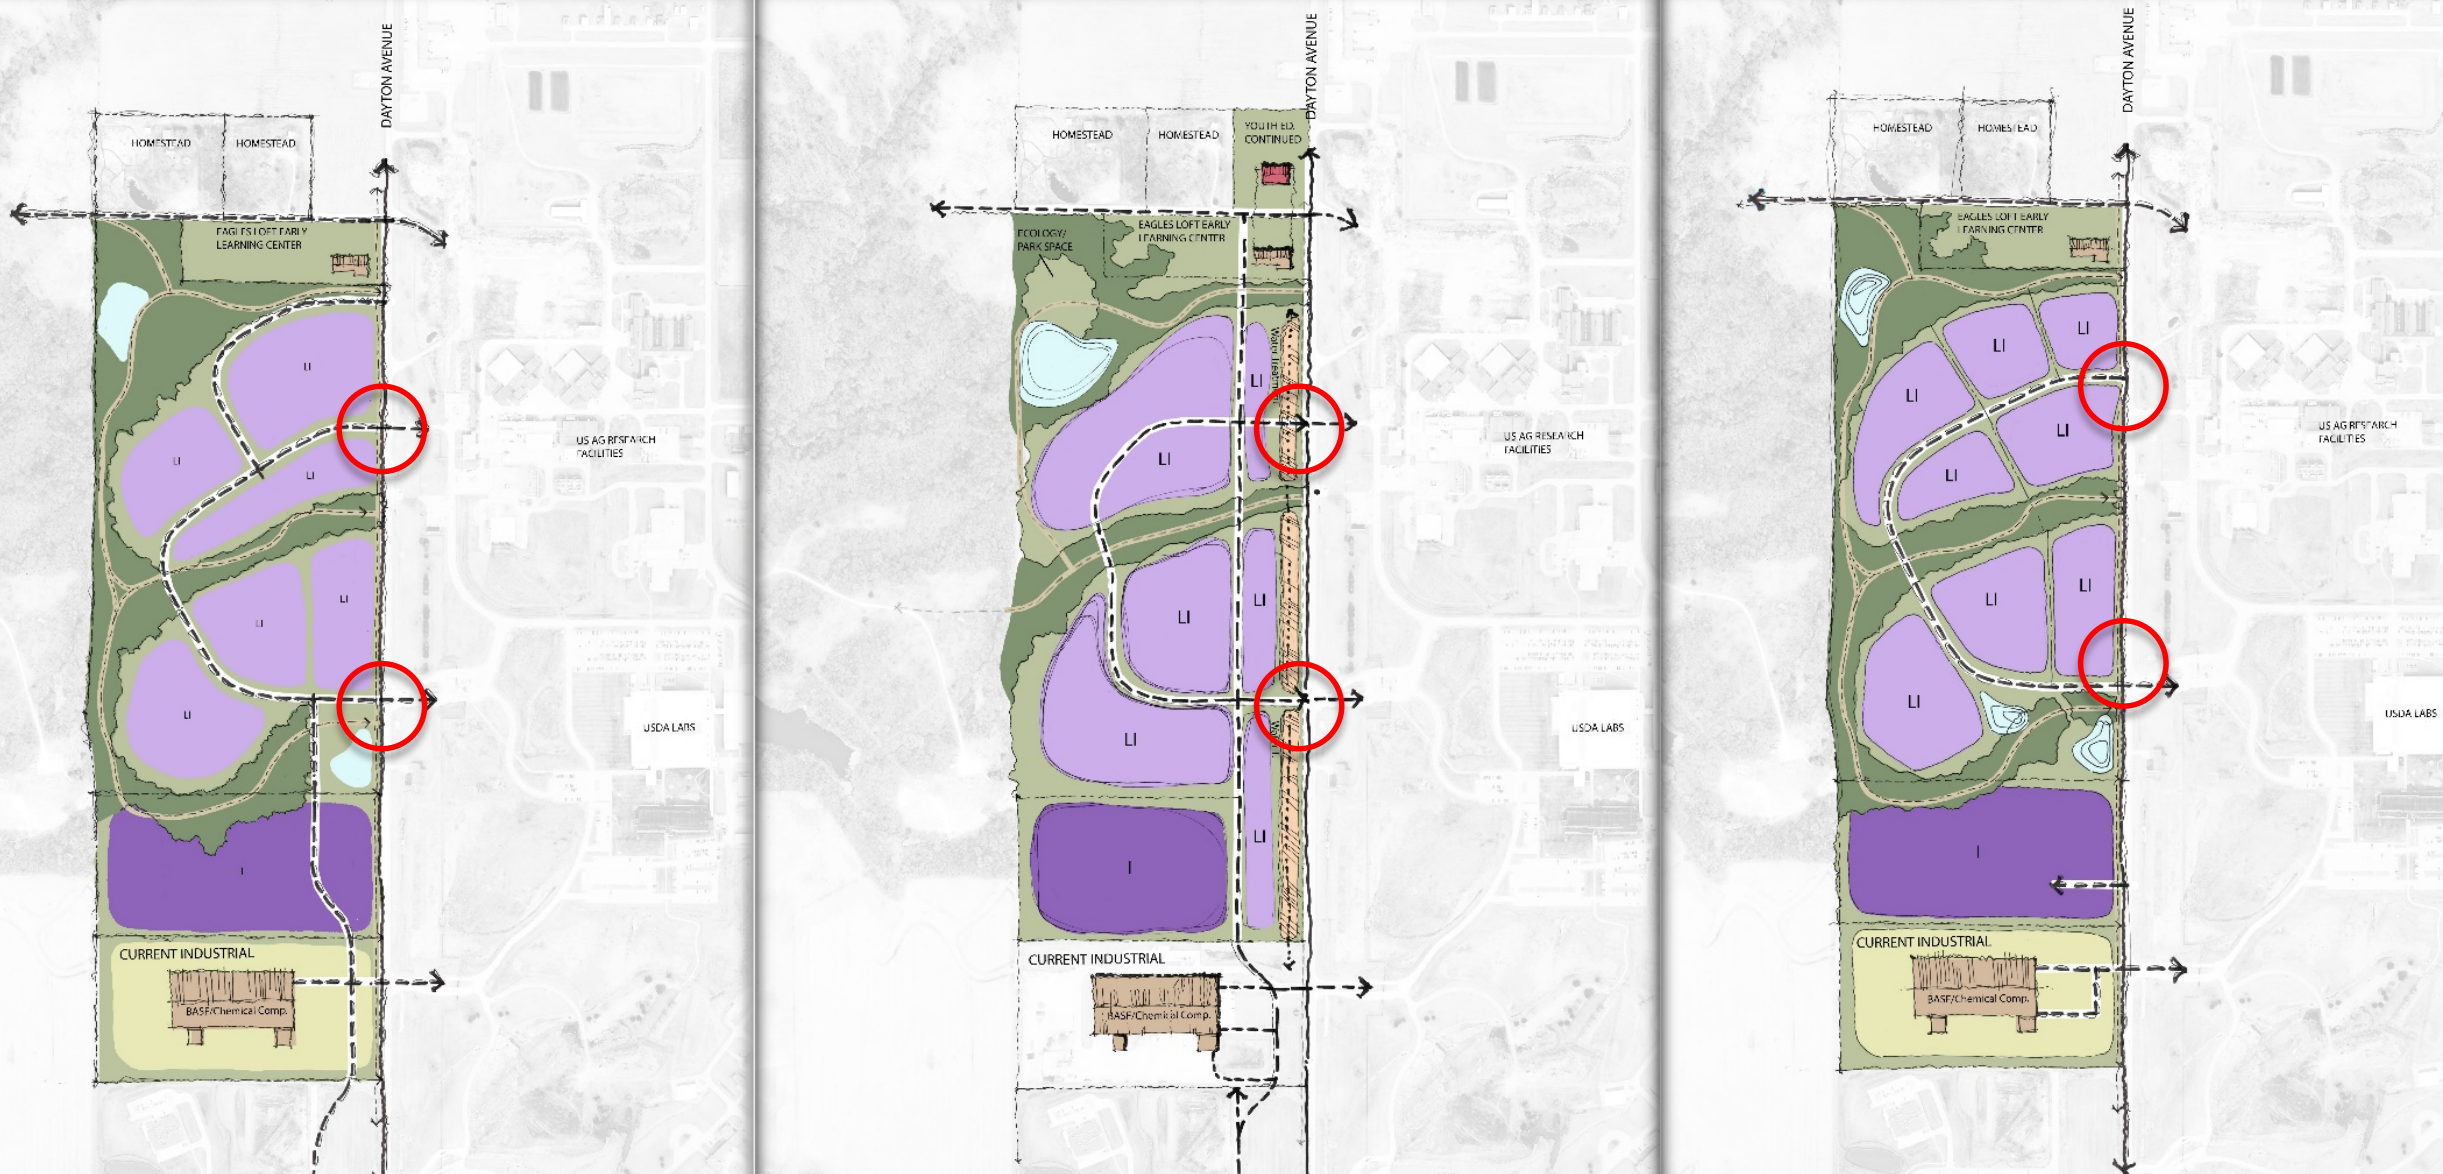 DAYTON AVENUE
HOMESTEAD
HOMESTEAD
EAGLES LOFT EARLY
LEARNING CENTER
LI
LI
LI
US AG RESEARCH
FACILITIES
LI
LI
LI
USDA LABS
I
CURRENT INDUSTRIAL
BASF/Chemical Comp.
DAYTON AVENUE
HOMESTEAD
HOMESTEAD
YOUTH ED.
CONTINUED
ECOLOGY/
PARK SPACE
EAGLES LOFT EARLY
LEARNING CENTER
LI
LI
US AG RESEARCH
FACILITIES
LI
LI
LI
USDA LABS
LI
I
CURRENT INDUSTRIAL
BASF/Chemical Comp.
DAYTON AVENUE
HOMESTEAD
HOMESTEAD
EAGLES LOFT EARLY
LEARNING CENTER
LI
LI
LI
LI
LI
US AG RESEARCH
FACILITIES
LI
LI
LI
USDA LABS
I
CURRENT INDUSTRIAL
BASF/Chemical Comp.